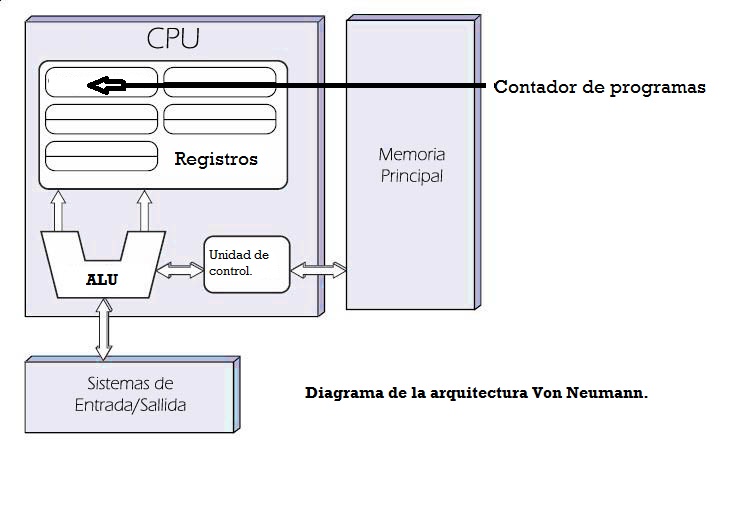 CPU
Contador de programas
Registros
Memoria
Principal
Unidad de
control.
ALU
Sistemas de
Entrada/Sallida
Diagrama de la arquitectura Von Neumann.